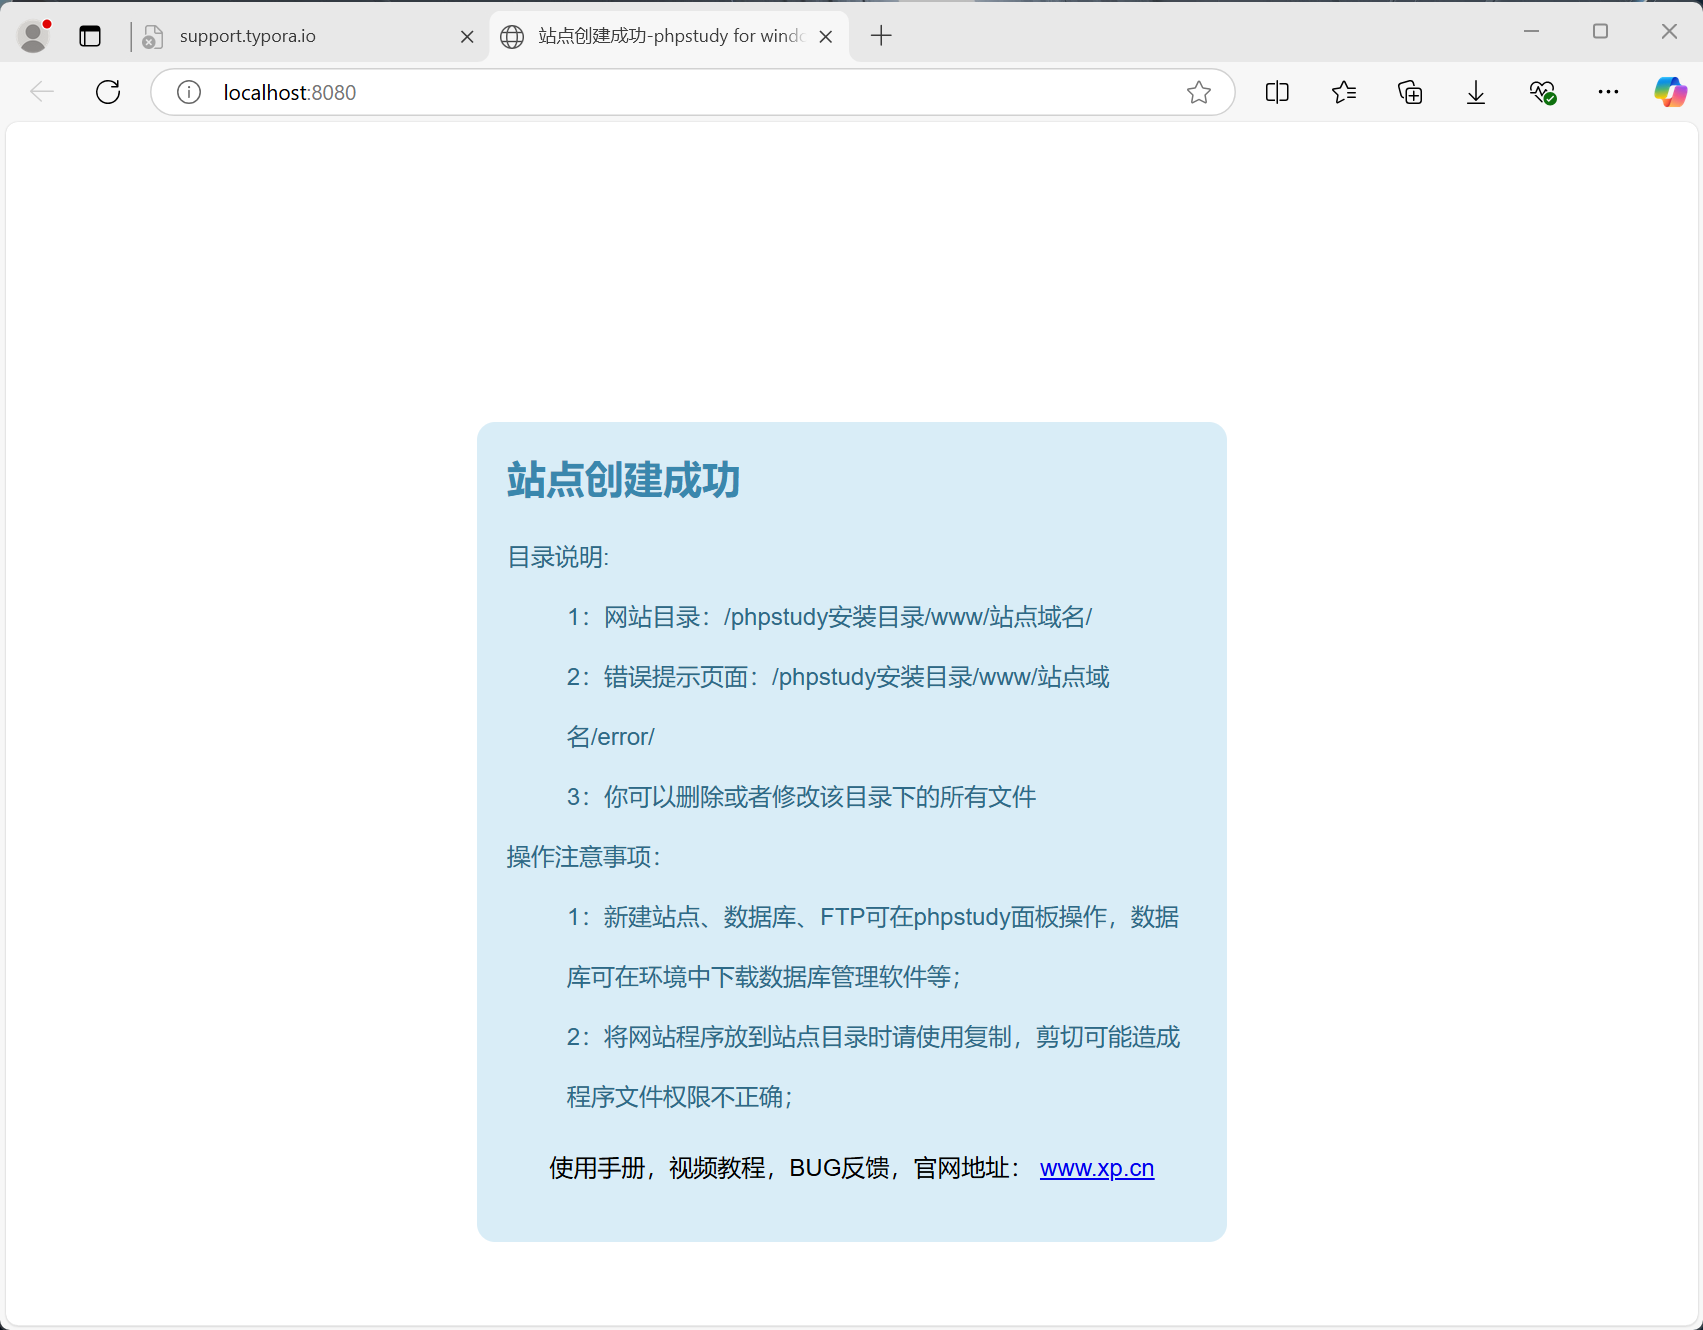 support.typora.io
站点创建成功-phpstudy for windo
localhost:8080
站点创建成功
目录说明:
1：网站目录：/phpstudy安装目录/www/站点域名/
2：错误提示页面：/phpstudy安装目录/www/站点域
名/error/
3：你可以删除或者修改该目录下的所有文件
操作注意事项：
1：新建站点、数据库、FTP可在phpstudy面板操作，数据
库可在环境中下载数据库管理软件等；
2：将网站程序放到站点目录时请使用复制，剪切可能造成
程序文件权限不正确；
使用手册，视频教程，BUG反馈，官网地址： www.xp.cn